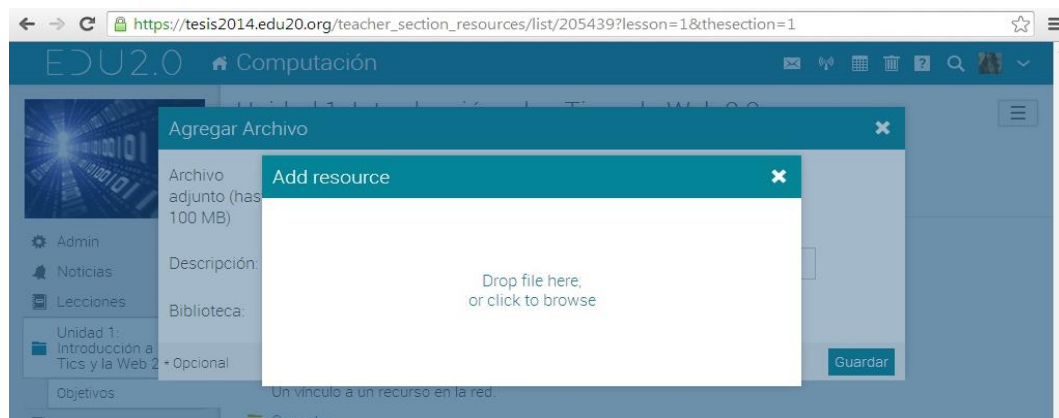 https://tesis2014.edu20.org/teacher_section_resources/list/205439?lesson=1&thesection=1
EDU2.0 Computación
Agregar Archivo
Add resource
Archivo
adjunto (has
100 MB)
Drop file here,
or click to browse
Descripción:
Biblioteca:
* Opcional
Guardar
Un vínculo a un recurso en la red.
Admin
Noticias
Lecciones
Unidad 1:
Introducción a
Tics y la Web 2
Objetivos